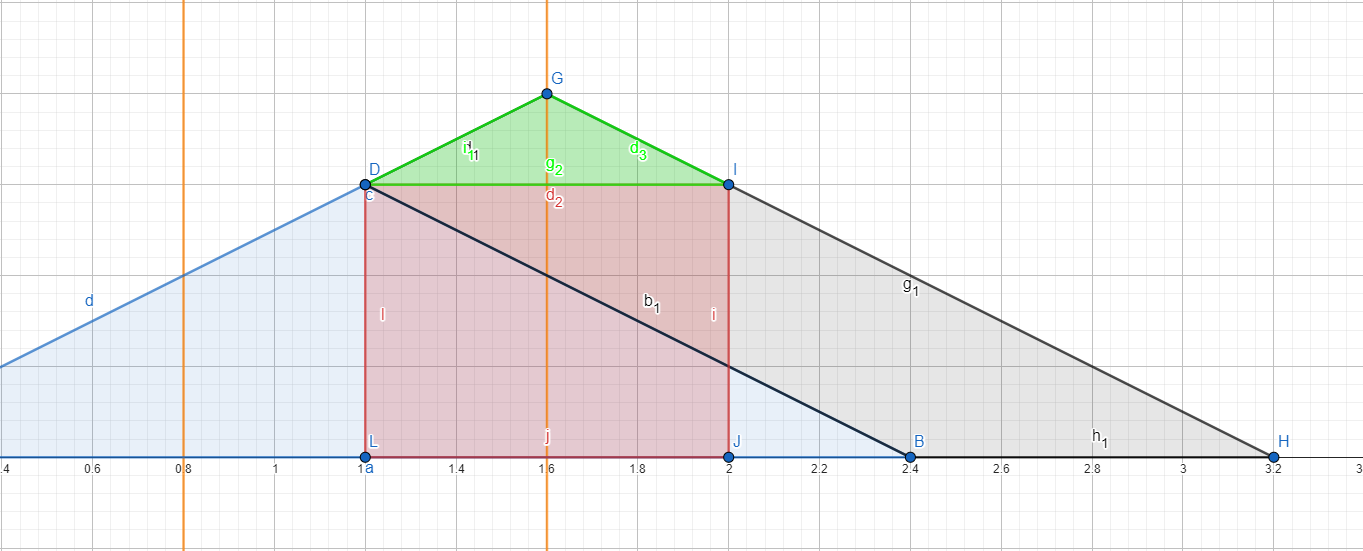 G
i₁
d₃
g₂
D
I
c
d₂
d
b₁
g₁
l
i
L
j
J
B
h₁
H
0.6 0.8 1 1.4 1.6 1.8 2 2.2 2.4 2.6 2.8 3 3.2
a